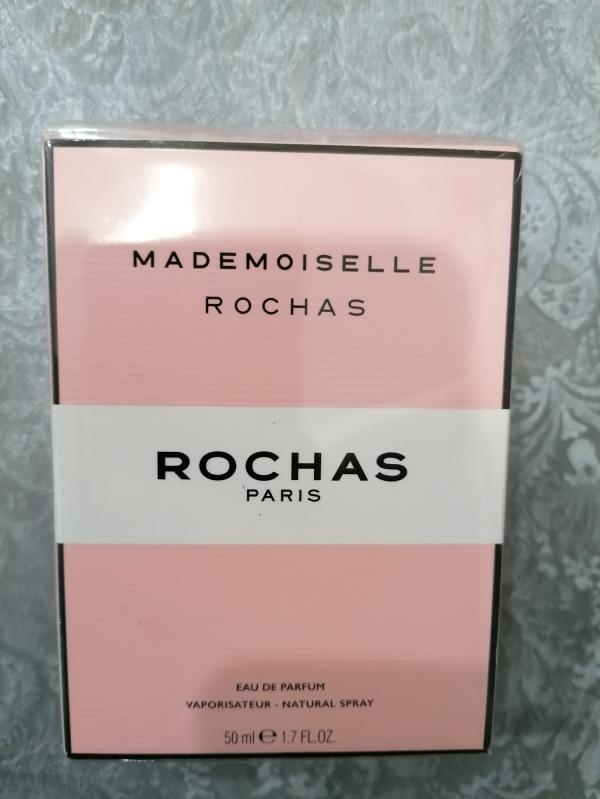 MADEMOISELLE
ROCHAS
ROCHAS
PARIS
EAU DE PARFUM
VAPORISATEUR - NATURAL SPRAY
50 ml ℮ 1.7 FL.OZ.